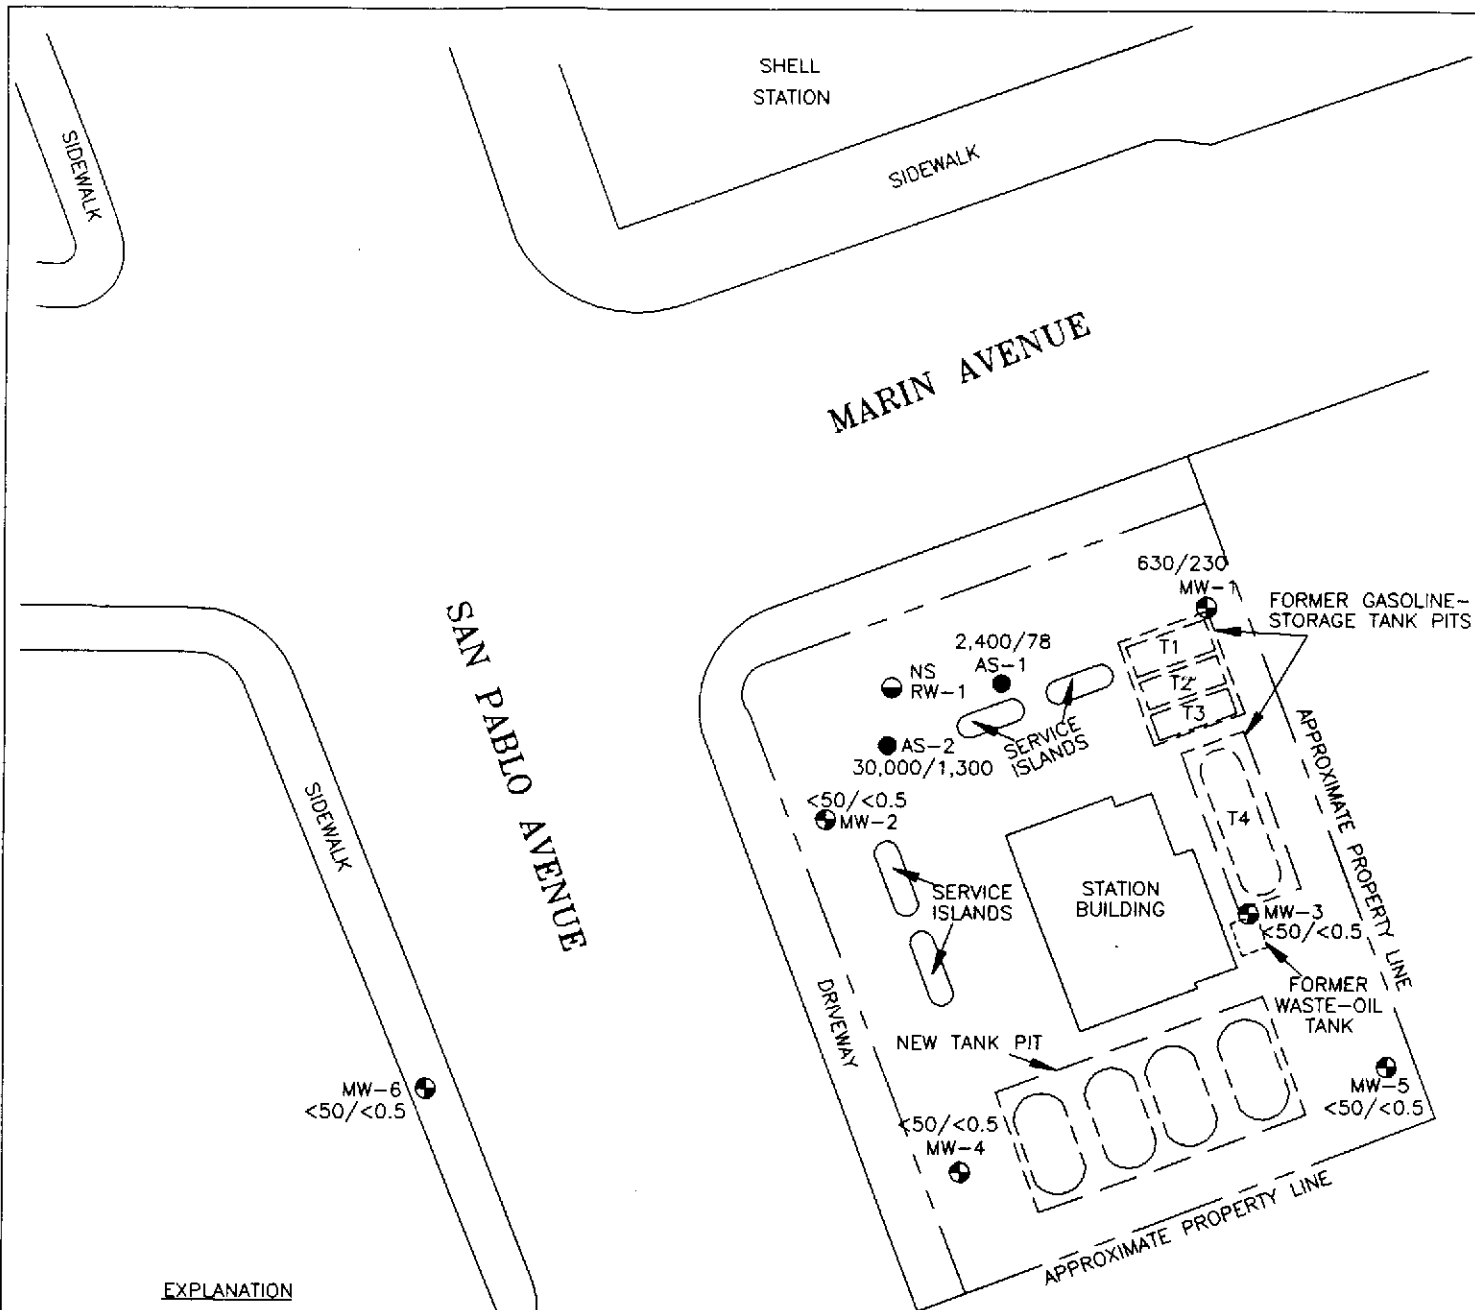 SHELL
STATION
SIDEWALK
SIDEWALK
MARIN AVENUE
630/230
MW-1
FORMER GASOLINE-
STORAGE TANK PITS
T1
T2
T3
2,400/78
AS-1
NS
RW-1
SERVICE
ISLANDS
AS-2
30,000/1,300
<50/<0.5
MW-2
SAN PABLO AVENUE
SIDEWALK
APPROXIMATE PROPERTY LINE
T4
STATION
BUILDING
SERVICE
ISLANDS
MW-3
<50/<0.5
FORMER
WASTE-OIL
TANK
DRIVEWAY
NEW TANK PIT
MW-6
<50/<0.5
MW-5
<50/<0.5
<50/<0.5
MW-4
APPROXIMATE PROPERTY LINE
EXPLANATION